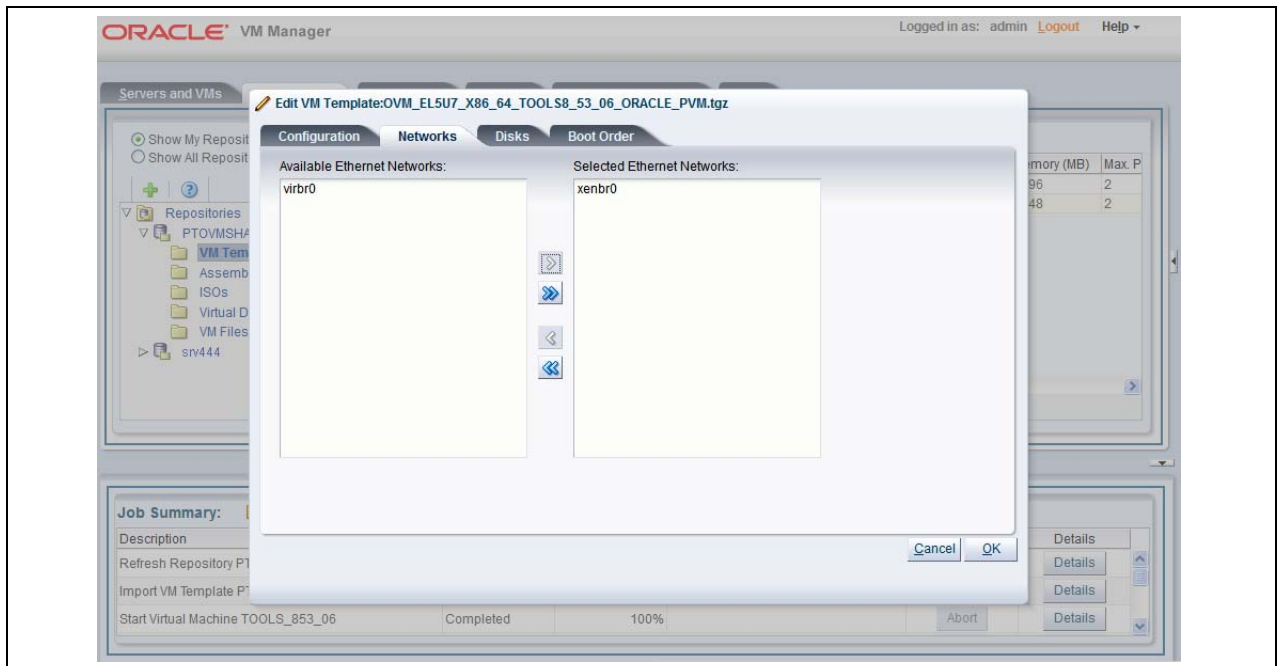 ORACLE VM Manager
Logged in as: admin Logout Help
Servers and VMs
Edit VM Template:OVM_EL5U7_X86_64_TOOLS8_53_06_ORACLE_PVM.tgz
Configuration Networks Disks Boot Order
Show My Reposit
Show All Reposit
Available Ethernet Networks: Selected Ethernet Networks:
virbr0 xenbr0
emory (MB) Max. P
96 2
48 2
Repositories
PTOVMSHA
VM Tem
Assemb
ISOs
Virtual D
VM Files
srv444
Cancel OK
Job Summary:
Description Details
Refresh Repository PT Details
Import VM Template PT Details
Start Virtual Machine TOOLS_853_06 Completed 100% Abort Details